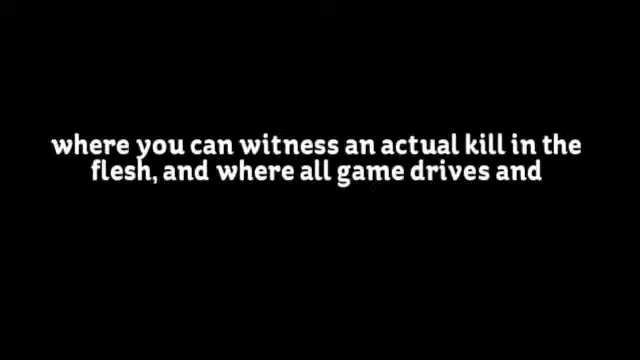 where you can witness an actual kill in the
flesh, and where all game drives and